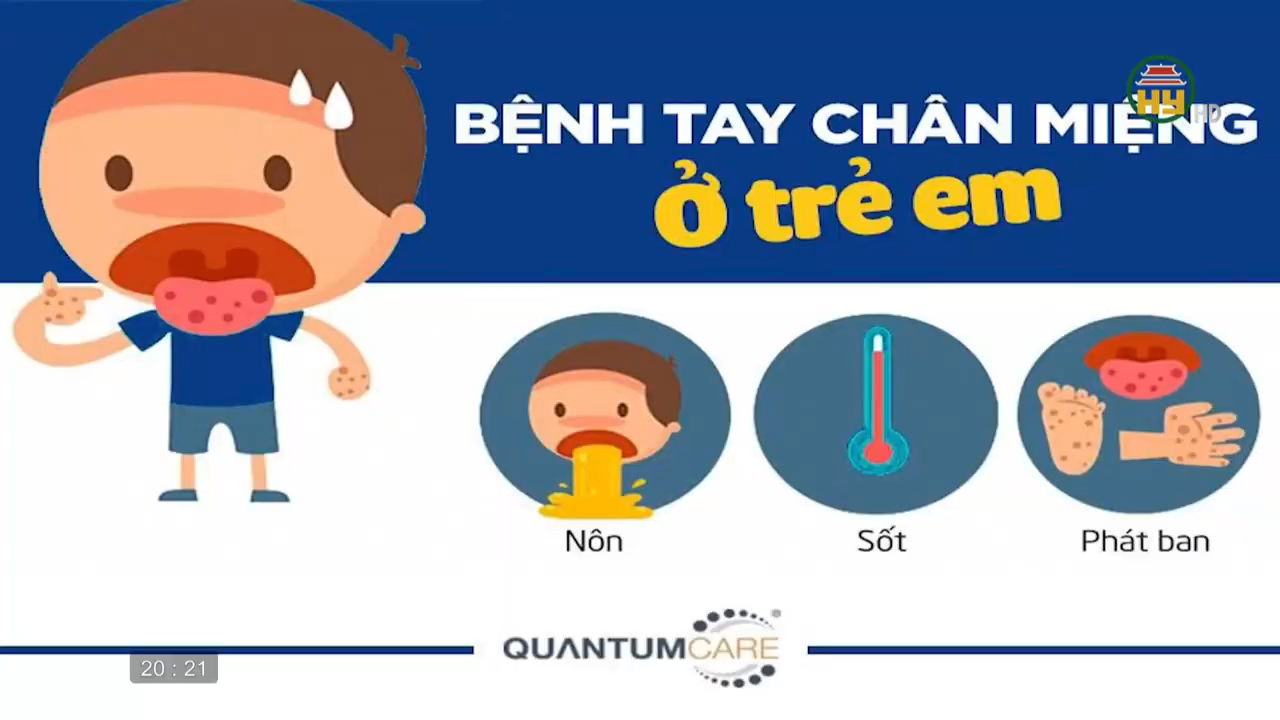 HY HD
BỆNH TAY CHÂN MIỆNG
ở trẻ em
Nôn
Sốt
Phát ban
QUANTUMCARE
20 : 21